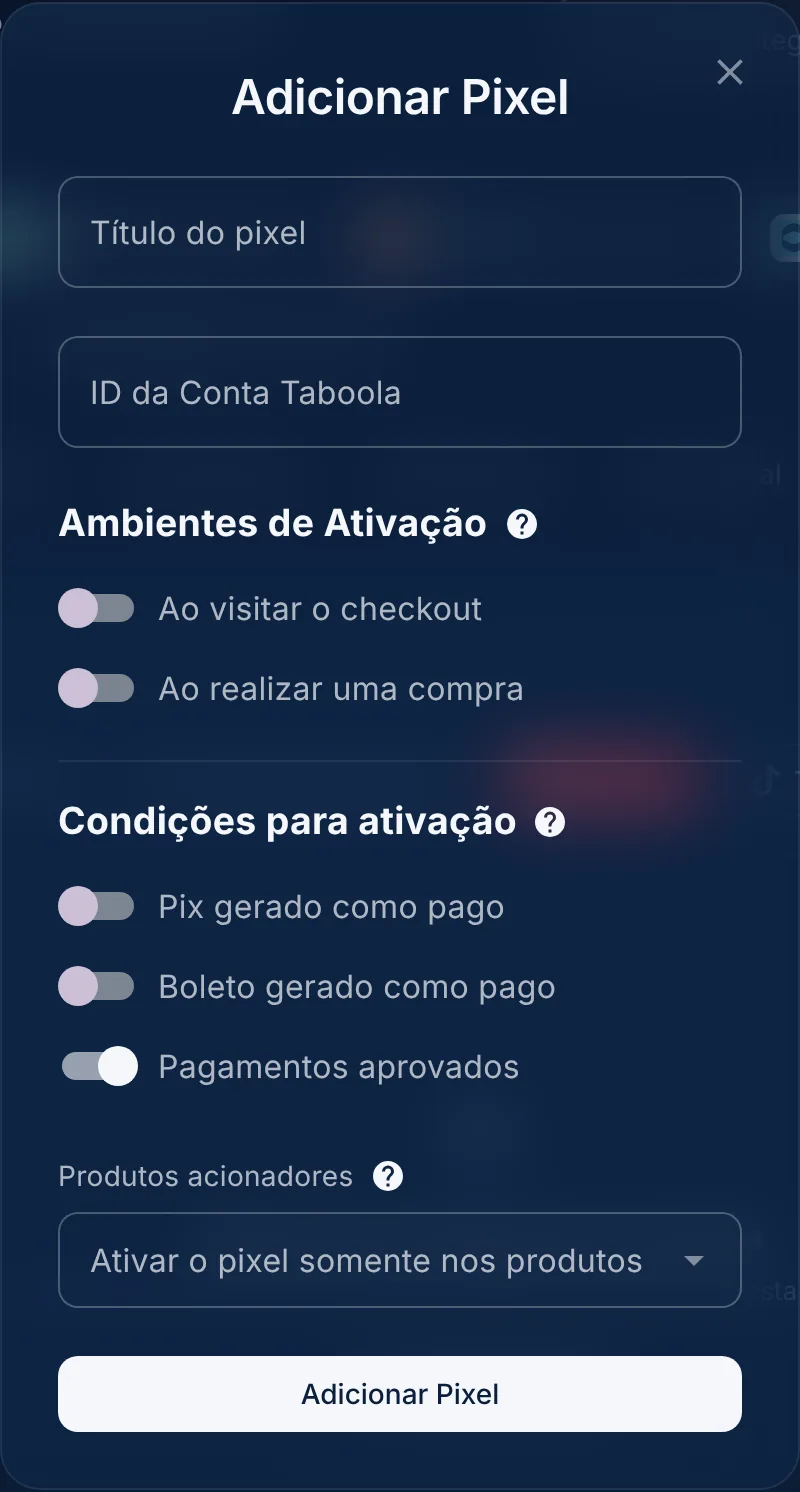 Adicionar Pixel
Título do pixel
ID da Conta Taboola
Ambientes de Ativação ?
Ao visitar o checkout
Ao realizar uma compra
Condições para ativação ?
Pix gerado como pago
Boleto gerado como pago
Pagamentos aprovados
Produtos acionadores ?
Ativar o pixel somente nos produtos
Adicionar Pixel